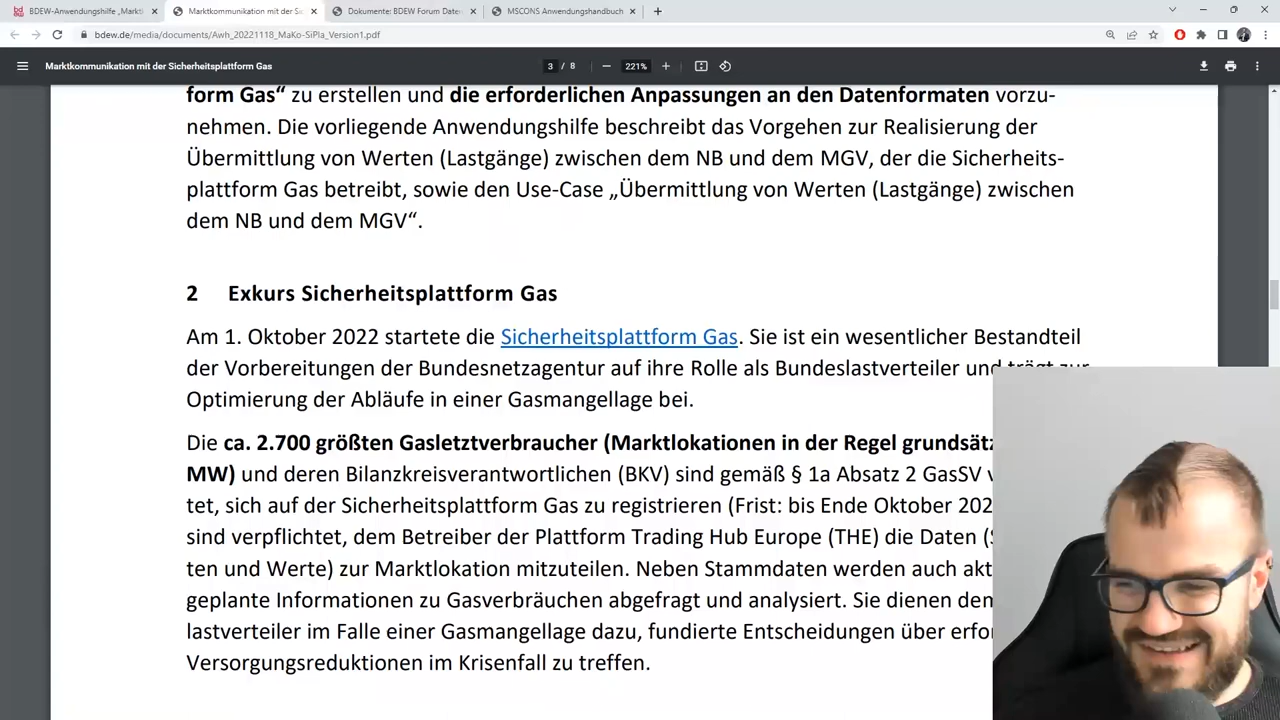 BDEW-Anwendungshilfe „Markt
Marktkommunikation mit der Sic
Dokumente: BDEW Forum Date
MSCONS Anwendungshandbuch
bdew.de/media/documents/Awh_20221118_MaKo-SiPla_Version1.pdf
Marktkommunikation mit der Sicherheitsplattform Gas
3 / 8
221%
form Gas“ zu erstellen und die erforderlichen Anpassungen an den Datenformaten vorzu-
nehmen. Die vorliegende Anwendungshilfe beschreibt das Vorgehen zur Realisierung der
Übermittlung von Werten (Lastgänge) zwischen dem NB und dem MGV, der die Sicherheits-
plattform Gas betreibt, sowie den Use-Case „Übermittlung von Werten (Lastgänge) zwischen
dem NB und dem MGV“.
2 Exkurs Sicherheitsplattform Gas
Am 1. Oktober 2022 startete die Sicherheitsplattform Gas. Sie ist ein wesentlicher Bestandteil
der Vorbereitungen der Bundesnetzagentur auf ihre Rolle als Bundeslastverteiler und trägt zur
Optimierung der Abläufe in einer Gasmangellage bei.
Die ca. 2.700 größten Gasletztverbraucher (Marktlokationen in der Regel grundsätz
MW) und deren Bilanzkreisverantwortlichen (BKV) sind gemäß § 1a Absatz 2 GasSV v
tet, sich auf der Sicherheitsplattform Gas zu registrieren (Frist: bis Ende Oktober 202
sind verpflichtet, dem Betreiber der Plattform Trading Hub Europe (THE) die Daten (S
ten und Werte) zur Marktlokation mitzuteilen. Neben Stammdaten werden auch akt
geplante Informationen zu Gasverbräuchen abgefragt und analysiert. Sie dienen dem
lastverteiler im Falle einer Gasmangellage dazu, fundierte Entscheidungen über erfor
Versorgungsreduktionen im Krisenfall zu treffen.